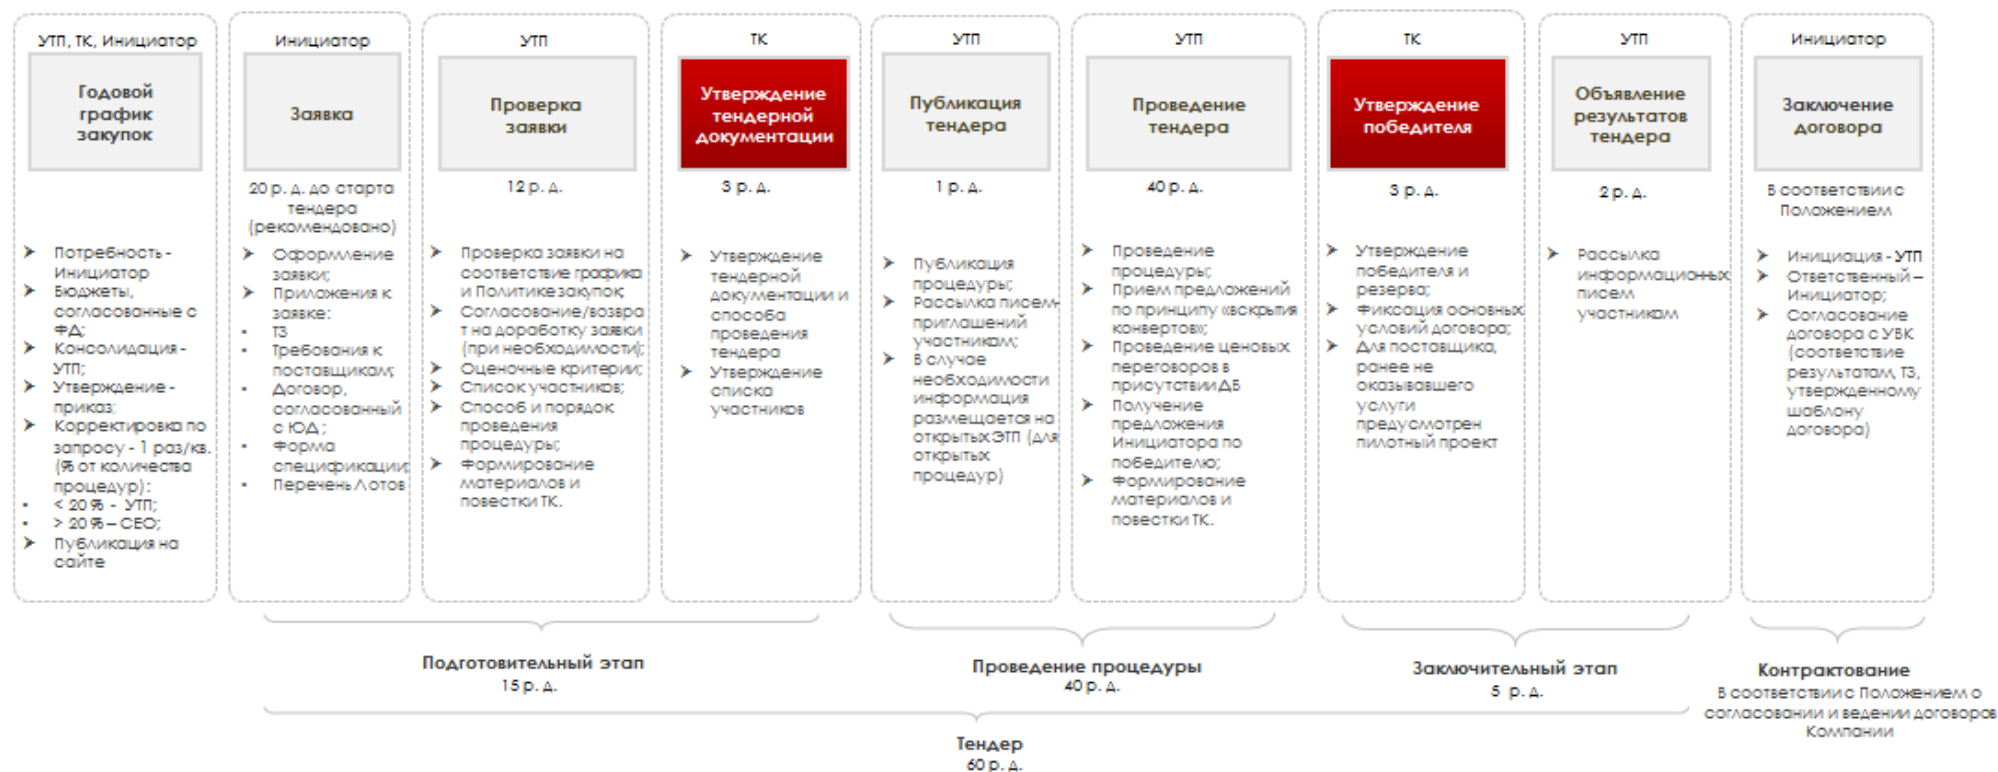 УТП, ТК, Инициатор
Годовой
график
закупок
➤ Потребность -
Инициатор
➤ Бюджеты,
согласованные с
ФД;
➤ Консолидация -
УТП;
➤ Утверждение -
приказ;
➤ Корректировка по
запросу - 1 раз/кв.
(% от количества
процедур):
• < 20 % - УТП;
• > 20 % – CEO;
➤ Публикация на
сайте
Инициатор
Заявка
20 р. д. до старта
тендера
(рекомендовано)
➤ Оформление
заявки;
➤ Приложения к
заявке:
• ТЗ
• Требования к
поставщикам;
• Договор,
согласованный
с ЮД;
• Форма
спецификации;
• Перечень Лотов
УТП
Проверка
заявки
12 р. д.
➤ Проверка заявки на
соответствие графика
и Политике закупок;
➤ Согласование/возвра
т на доработку заявки
(при необходимости);
➤ Оценочные критерии;
➤ Список участников;
➤ Способ и порядок
проведения
процедуры;
➤ Формирование
материалов и
повестки ТК.
ТК
Утверждение
тендерной
документации
3 р. д.
➤ Утверждение
тендерной
документации и
способа
проведения
тендера
➤ Утверждение
списка
участников
УТП
Публикация
тендера
1 р. д.
➤ Публикация
процедуры;
➤ Рассылка писем-
приглашений
участникам;
➤ В случае
необходимости
информация
размещается на
открытых ЭТП (для
открытых
процедур)
УТП
Проведение
тендера
40 р. д.
➤ Проведение
процедуры;
➤ Прием предложений
по принципу «вскрытия
конвертов»;
➤ Проведение ценовых
переговоров в
присутствии ДБ
➤ Получение
предложения
Инициатора по
победителю;
➤ Формирование
материалов и
повестки ТК.
ТК
Утверждение
победителя
3 р. д.
➤ Утверждение
победителя и
резерва;
➤ Фиксация основных
условий договора;
➤ Для поставщика,
ранее не
оказывавшего
услуги
предусмотрен
пилотный проект
УТП
Объявление
результатов
тендера
2 р. д.
➤ Рассылка
информационных
писем
участникам
Инициатор
Заключение
договора
В соответствии с
Положением
➤ Инициация - УТП
➤ Ответственный –
Инициатор;
➤ Согласование
договора с УВК
(соответствие
результатам, ТЗ,
утвержденному
шаблону
договора)
Подготовительный этап
15 р. д.
Проведение процедуры
40 р. д.
Заключительный этап
5 р. д.
Контрактование
В соответствии с Положением о
согласовании и ведении договоров
Компании
Тендер
60 р. д.